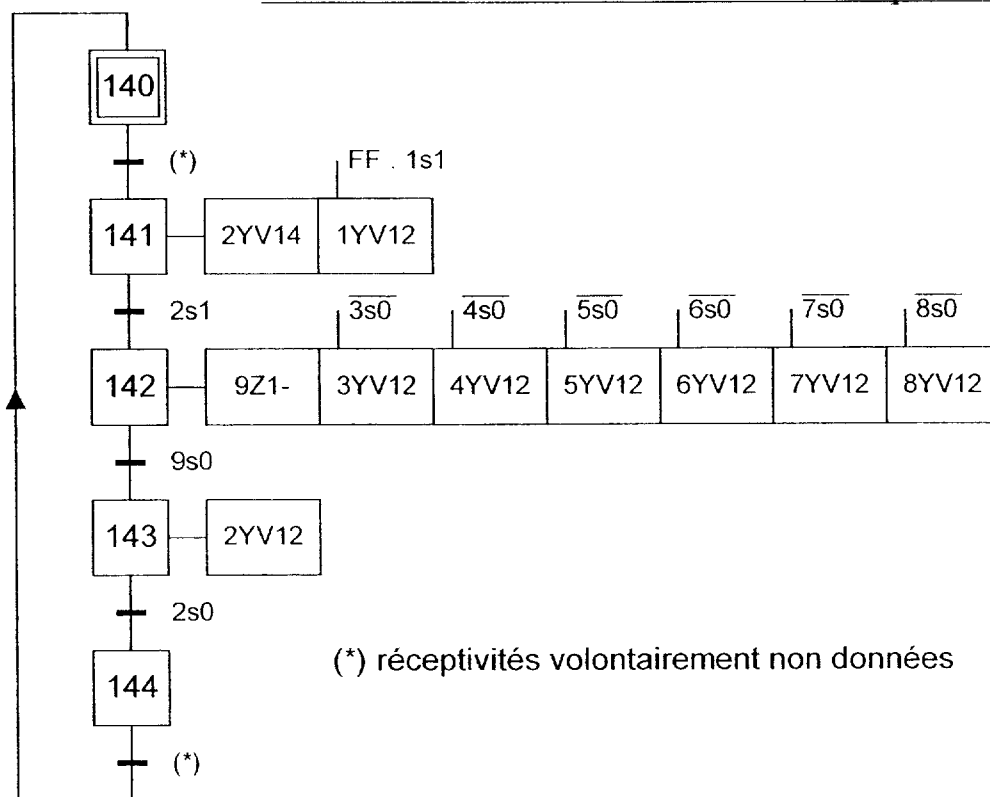 140
(*)
FF . 1s1
141 2YV14 1YV12
2s1 3s0 4s0 5s0 6s0 7s0 8s0
142 9Z1- 3YV12 4YV12 5YV12 6YV12 7YV12 8YV12
9s0
143 2YV12
2s0
(*) réceptivités volontairement non données
144
(*)